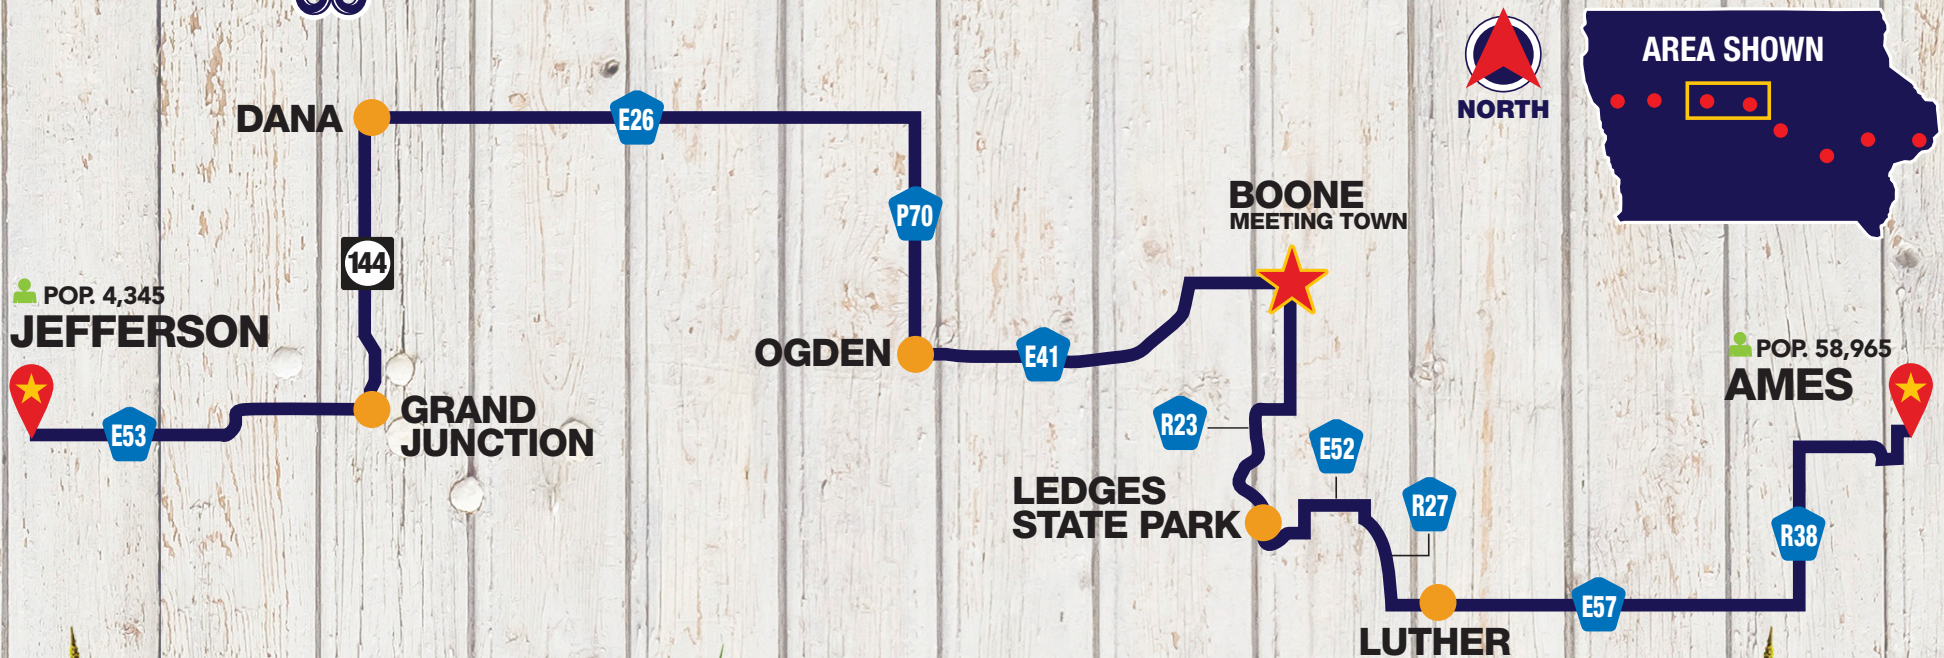 AREA SHOWN
NORTH
DANA
E26
P70
BOONE
MEETING TOWN
144
POP. 4,345
JEFFERSON
E53
GRAND
JUNCTION
OGDEN
E41
R23
E52
LEDGES
STATE PARK
R27
POP. 58,965
AMES
R38
E57
LUTHER